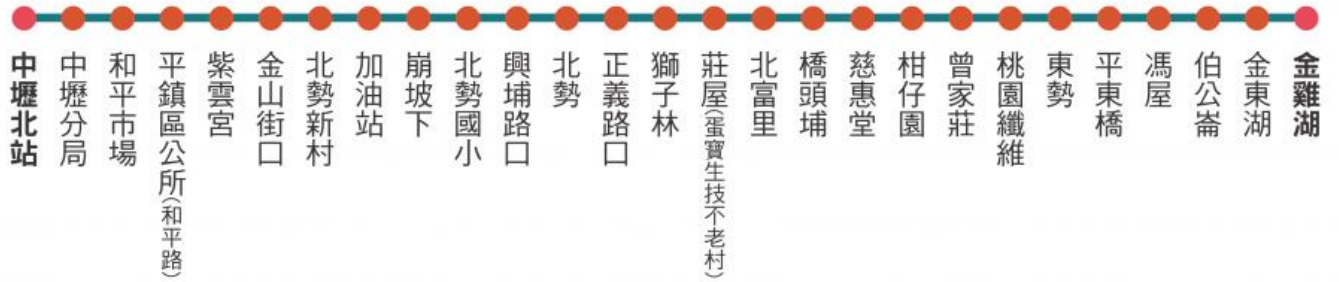 中壢北站
中壢分局
和平市場
平鎮區公所(和平路)
紫雲宮
金山街口
北勢新村
加油站
崩坡下
北勢國小
興埔路口
北勢
正義路口
獅子林
莊屋(蛋寶生技不老村)
北富里
橋頭埔
慈惠堂
柑仔園
曾家莊
桃園纖維
東勢
平東橋
馮屋
伯公崙
金東湖
金雞湖